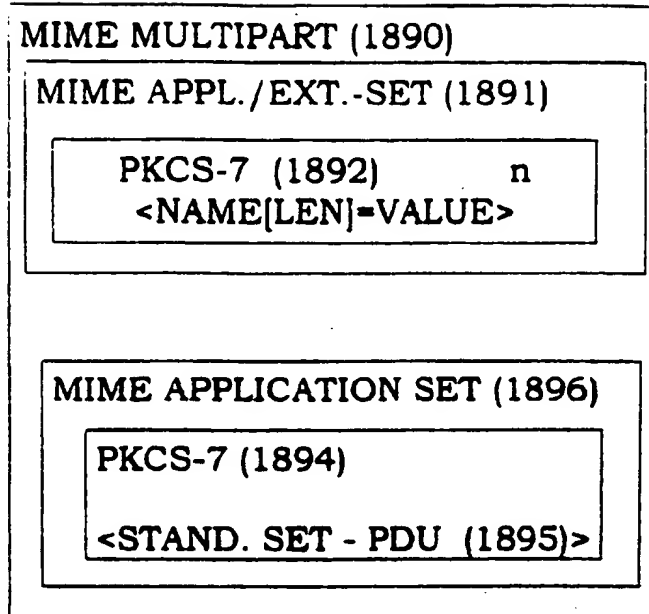 MIME MULTIPART (1890)
MIME APPL./EXT.-SET (1891)
PKCS-7 (1892) n
<NAME[LEN]=VALUE>
MIME APPLICATION SET (1896)
PKCS-7 (1894)
<STAND. SET - PDU (1895)>